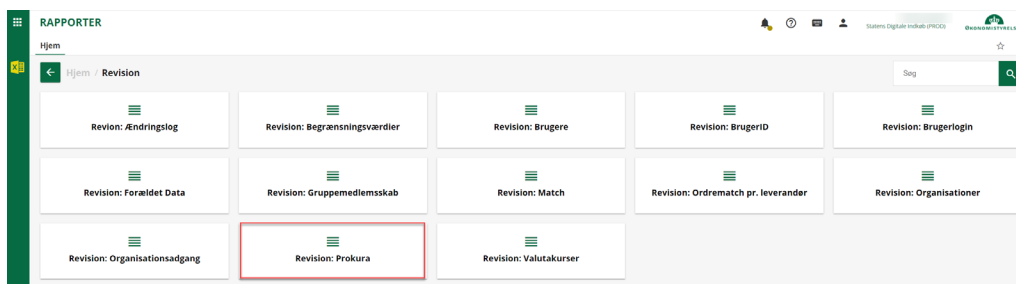 RAPPORTER
Statens Digitale Indkøb (PROD)
ØKONOMISTYRELS
Hjem
Hjem / Revision
Søg
Revion: Ændringslog
Revision: Begrænsningsværdier
Revision: Brugere
Revision: BrugerID
Revision: Brugerlogin
Revision: Forældet Data
Revision: Gruppemedlemsskab
Revision: Match
Revision: Ordrematch pr. leverandør
Revision: Organisationer
Revision: Organisationsadgang
Revision: Prokura
Revision: Valutakurser